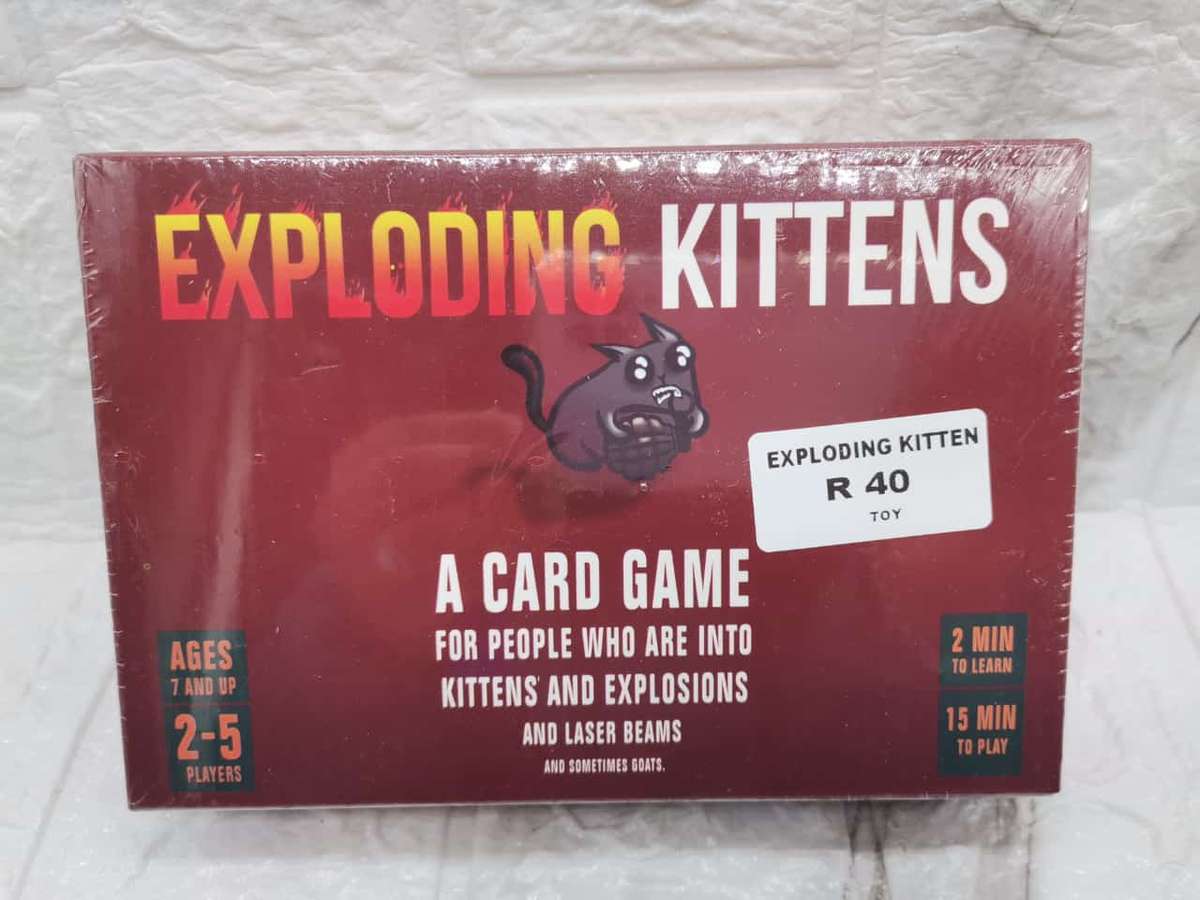 EXPLODING KITTENS
EXPLODING KITTEN
R 40
TOY
A CARD GAME
FOR PEOPLE WHO ARE INTO
KITTENS AND EXPLOSIONS
AND LASER BEAMS
AND SOMETIMES GOATS.
AGES
7 AND UP
2-5
PLAYERS
2 MIN
TO LEARN
15 MIN
TO PLAY